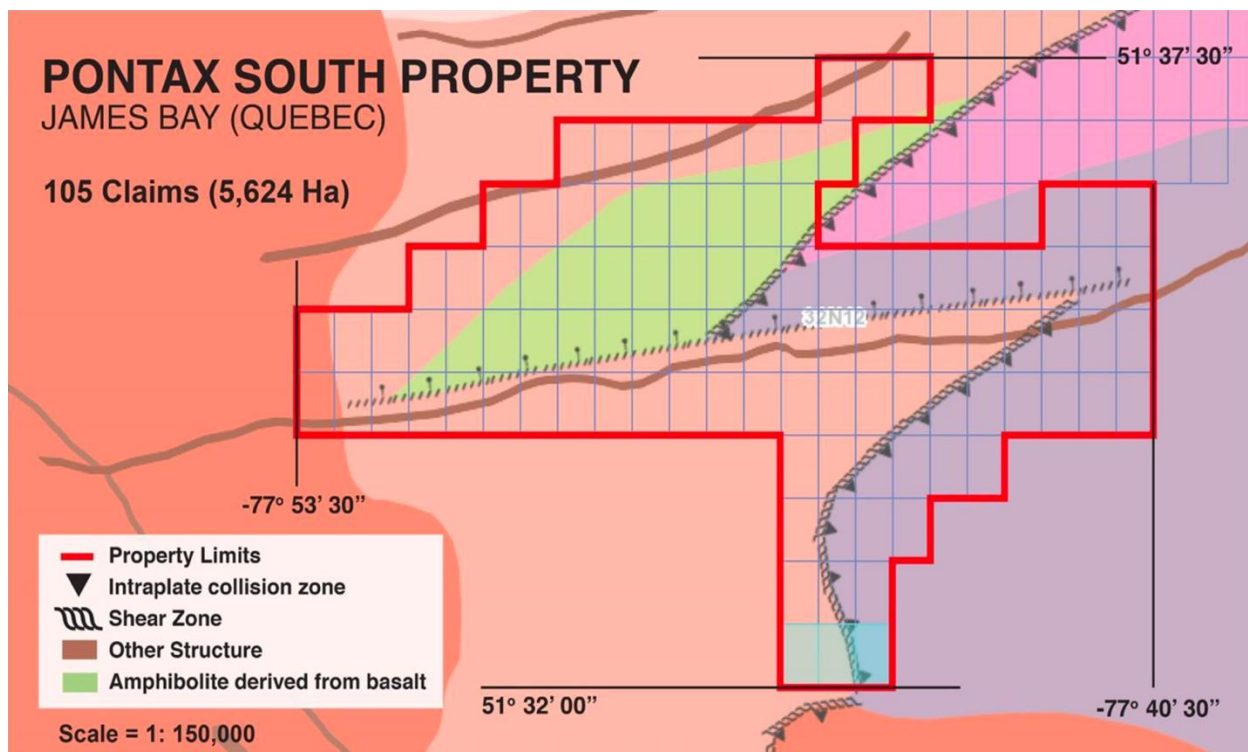 PONTAX SOUTH PROPERTY
JAMES BAY (QUEBEC)
105 Claims (5,624 Ha)
51° 37' 30"
32N12
-77° 53' 30"
Property Limits
Intraplate collision zone
Shear Zone
Other Structure
Amphibolite derived from basalt
Scale = 1: 150,000
51° 32' 00"
-77° 40' 30"